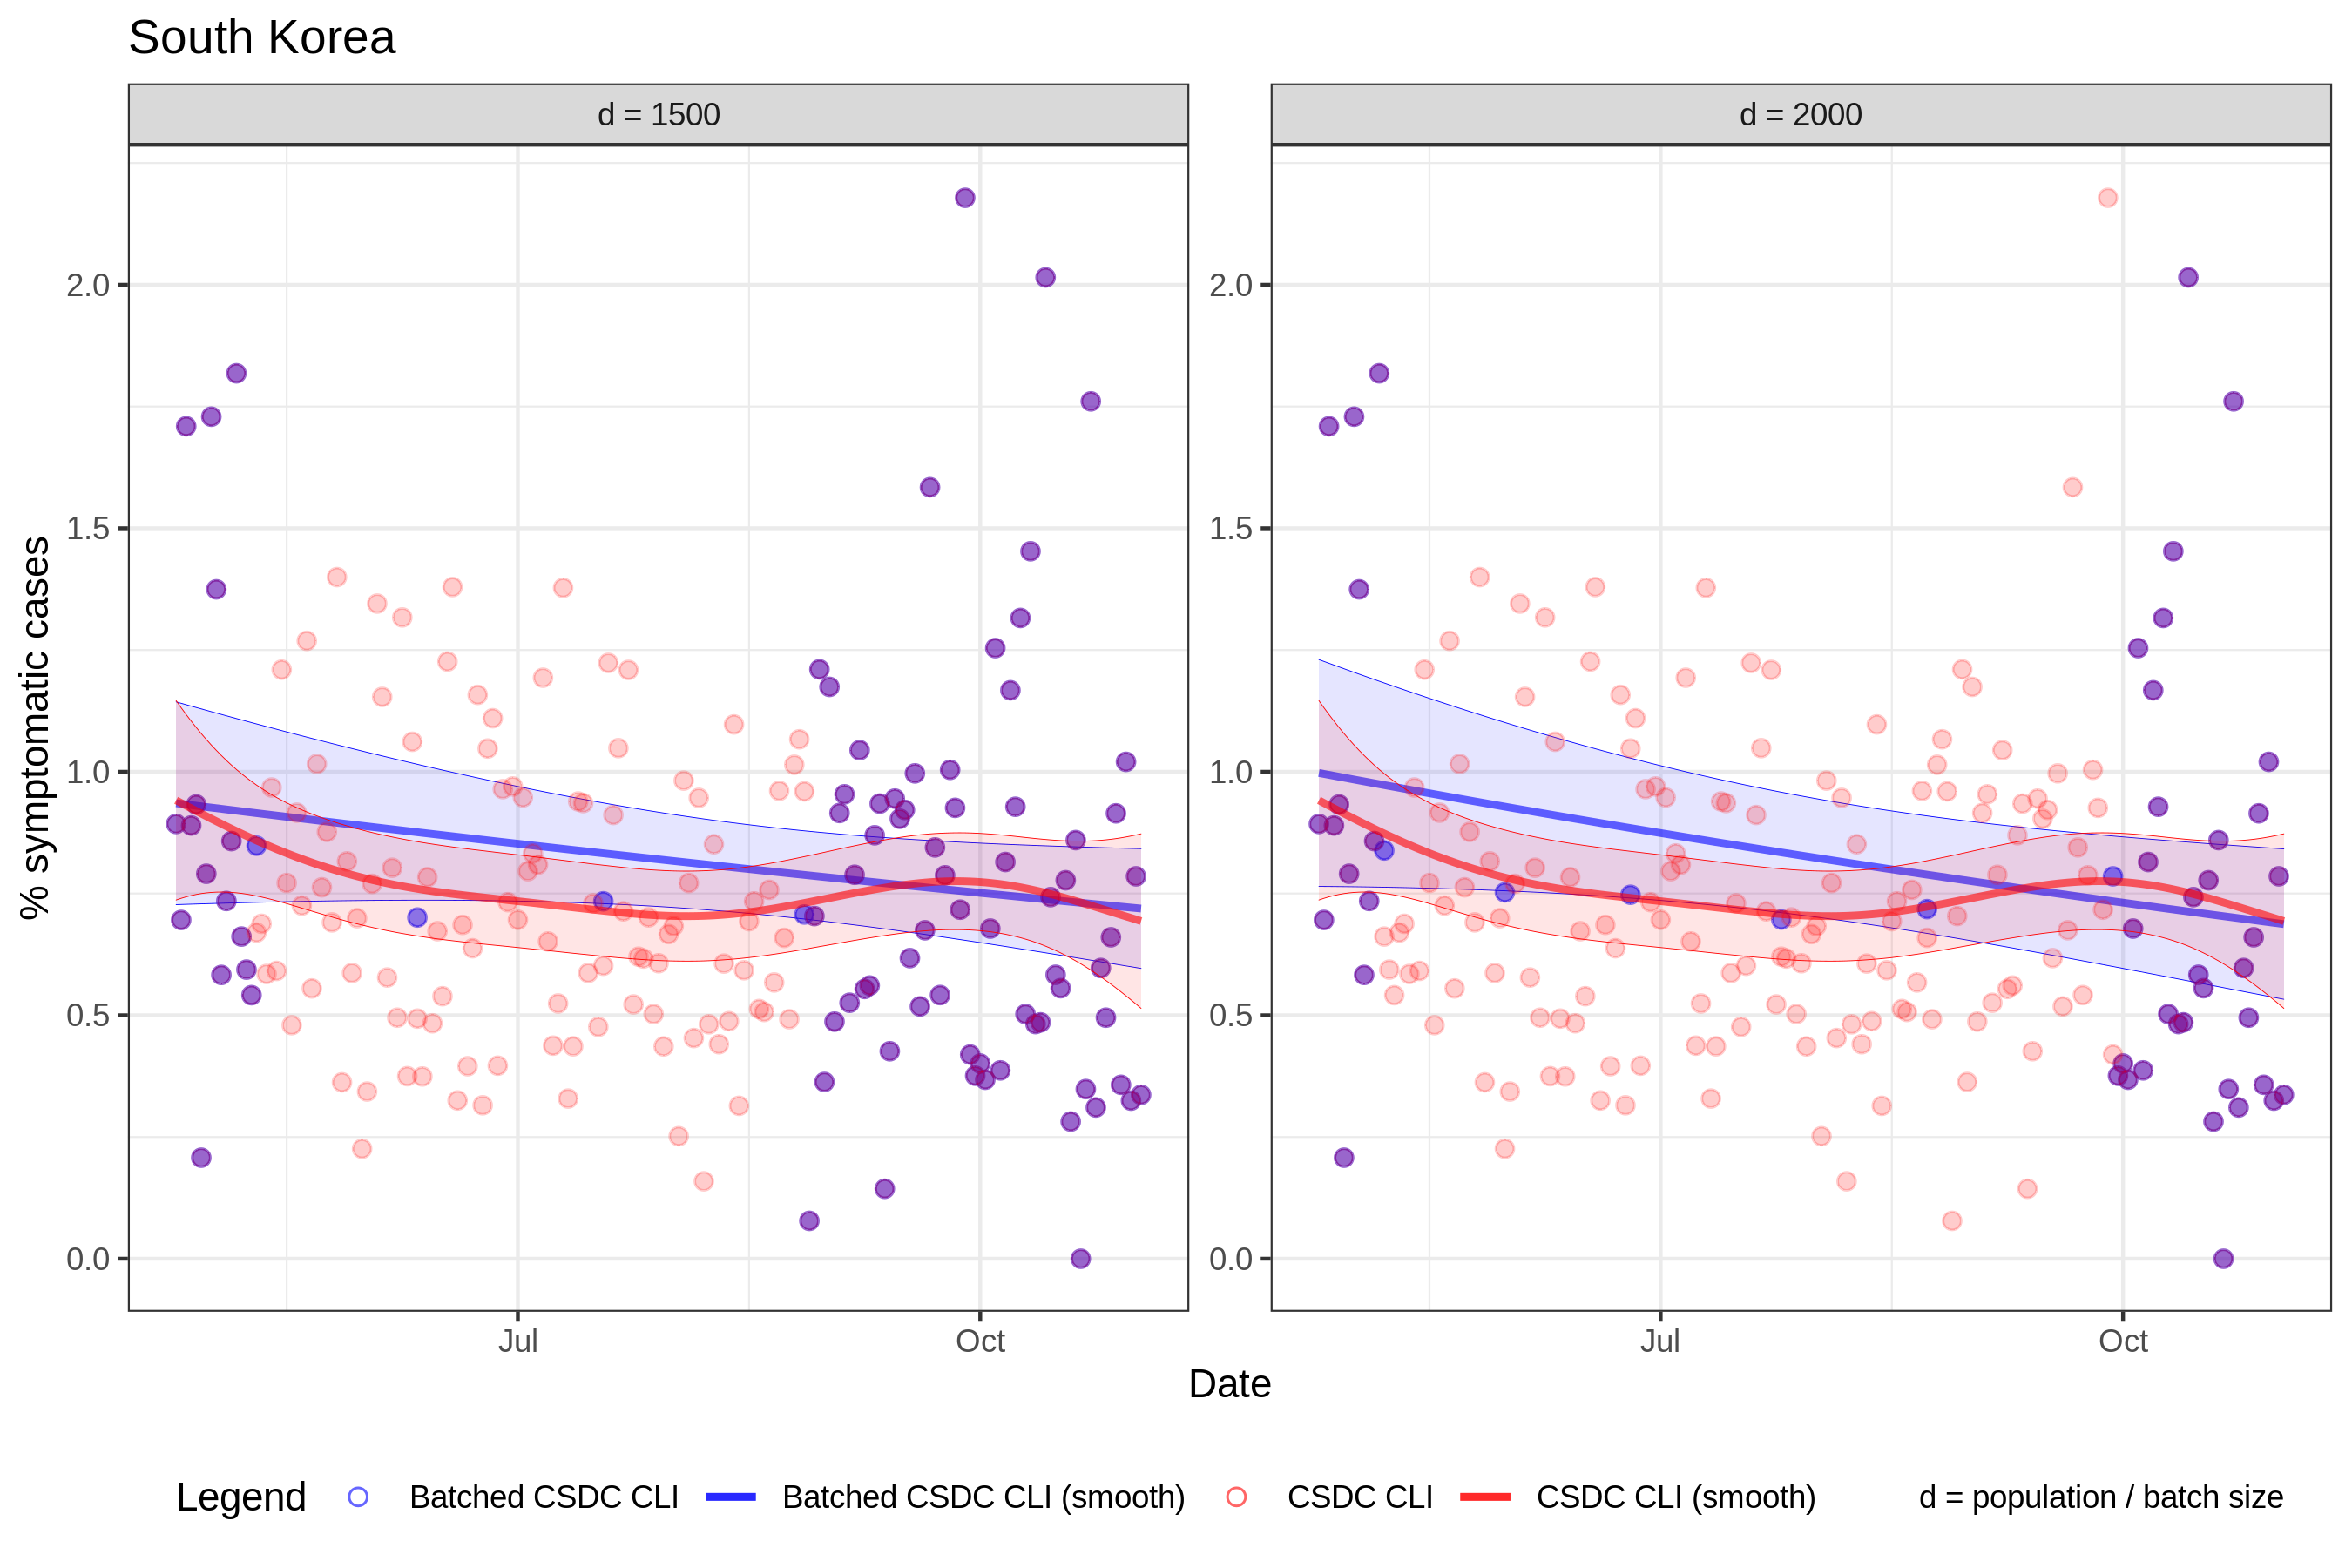 South Korea
d = 1500
d = 2000
% symptomatic cases
2.0
1.5
1.0
0.5
0.0
2.0
1.5
1.0
0.5
0.0
Jul
Oct
Jul
Oct
Date
Legend
Batched CSDC CLI
Batched CSDC CLI (smooth)
CSDC CLI
CSDC CLI (smooth)
d = population / batch size